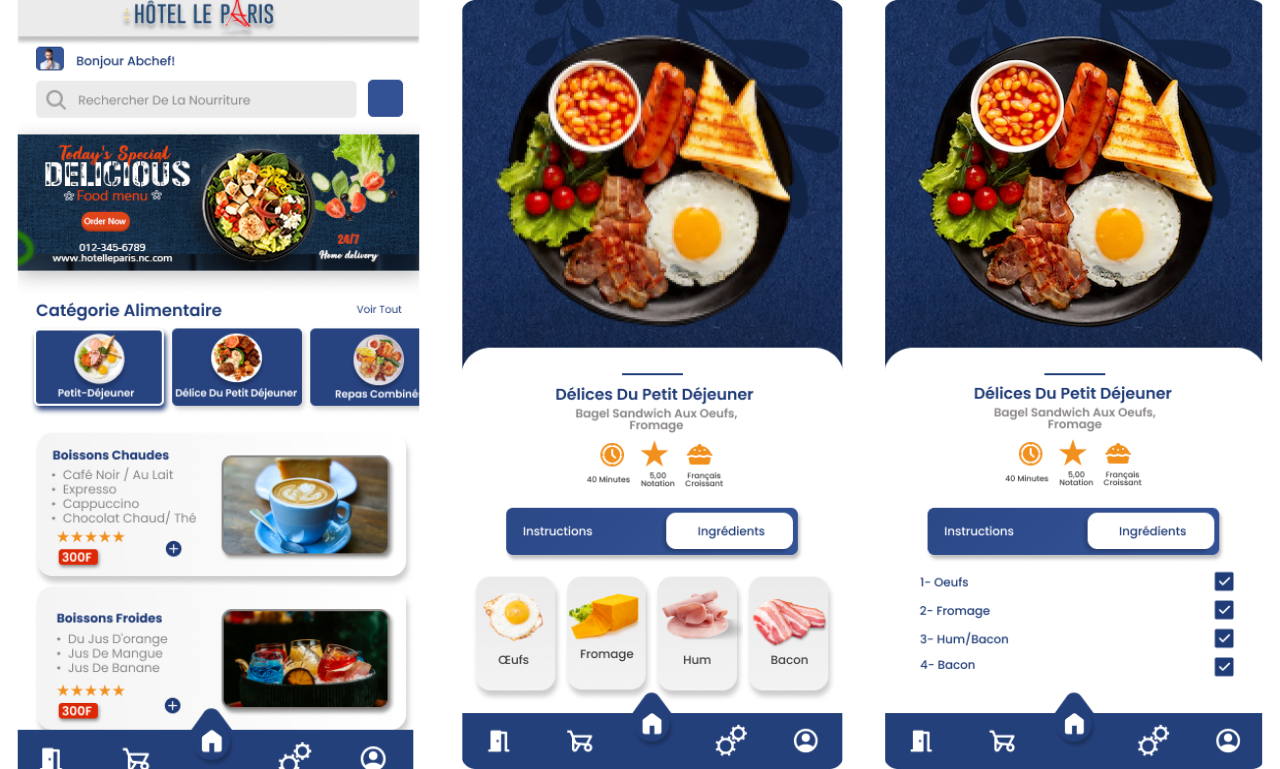 HÔTEL LE PARIS
Bonjour Abchef!
Rechercher De La Nourriture
Today's Special
DELICIOUS
Food menu
Order Now
012-345-6789
www.hotelleparis.nc.com
24/7
Home delivery
Catégorie Alimentaire
Voir Tout
Petit-Déjeuner
Délice Du Petit Déjeuner
Repas Combiné
Boissons Chaudes
• Café Noir / Au Lait
• Expresso
• Cappuccino
• Chocolat Chaud/ Thé
300F
Boissons Froides
• Du Jus D'orange
• Jus De Mangue
• Jus De Banane
300F
Délices Du Petit Déjeuner
Bagel Sandwich Aux Oeufs,
Fromage
40 Minutes
5,00
Notation
Français
Croissant
Instructions
Ingrédients
Œufs
Fromage
Hum
Bacon
Délices Du Petit Déjeuner
Bagel Sandwich Aux Oeufs,
Fromage
40 Minutes
5,00
Notation
Français
Croissant
Instructions
Ingrédients
1- Oeufs
2- Fromage
3- Hum/Bacon
4- Bacon